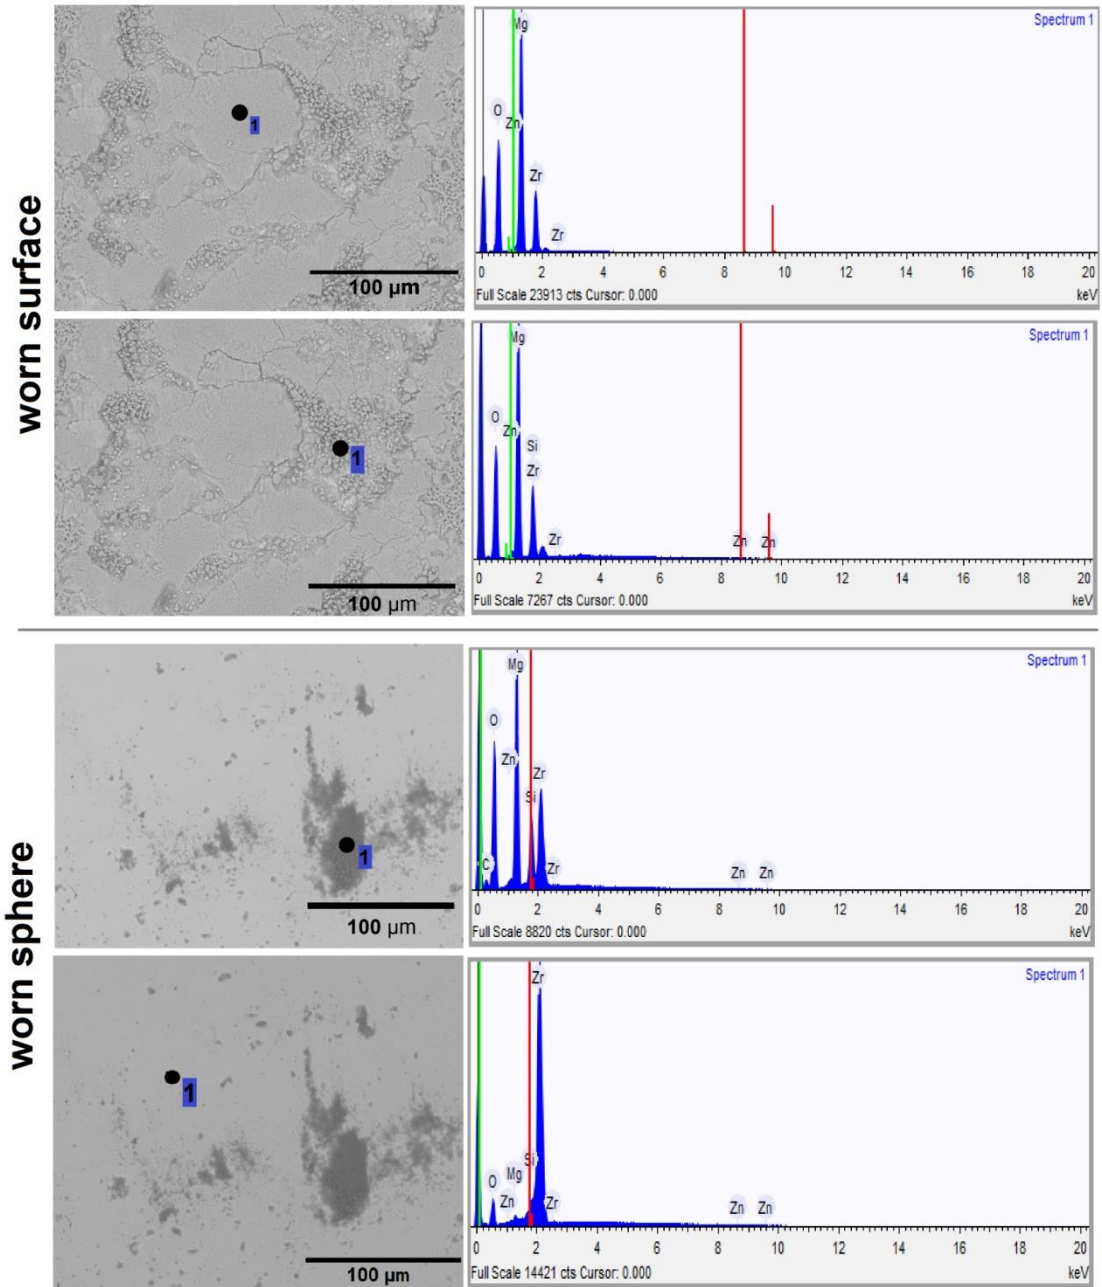 worn surface
1
100 µm
Spectrum 1
Mg
O
Zn
Zr
Zr
0 2 4 6 8 10 12 14 16 18 20
Full Scale 23913 cts Cursor: 0.000 keV
1
100 µm
Spectrum 1
Mg
O
Zn
Si
Zr
Zr
Zn Zn
0 2 4 6 8 10 12 14 16 18 20
Full Scale 7267 cts Cursor: 0.000 keV
worn sphere
1
100 µm
Spectrum 1
Mg
O
Zn
Zr
Si
C
Zr
Zn Zn
0 2 4 6 8 10 12 14 16 18 20
Full Scale 8820 cts Cursor: 0.000 keV
1
100 µm
Spectrum 1
Zr
Si
Mg
O
Zn
Zr
Zn Zn
0 2 4 6 8 10 12 14 16 18 20
Full Scale 14421 cts Cursor: 0.000 keV